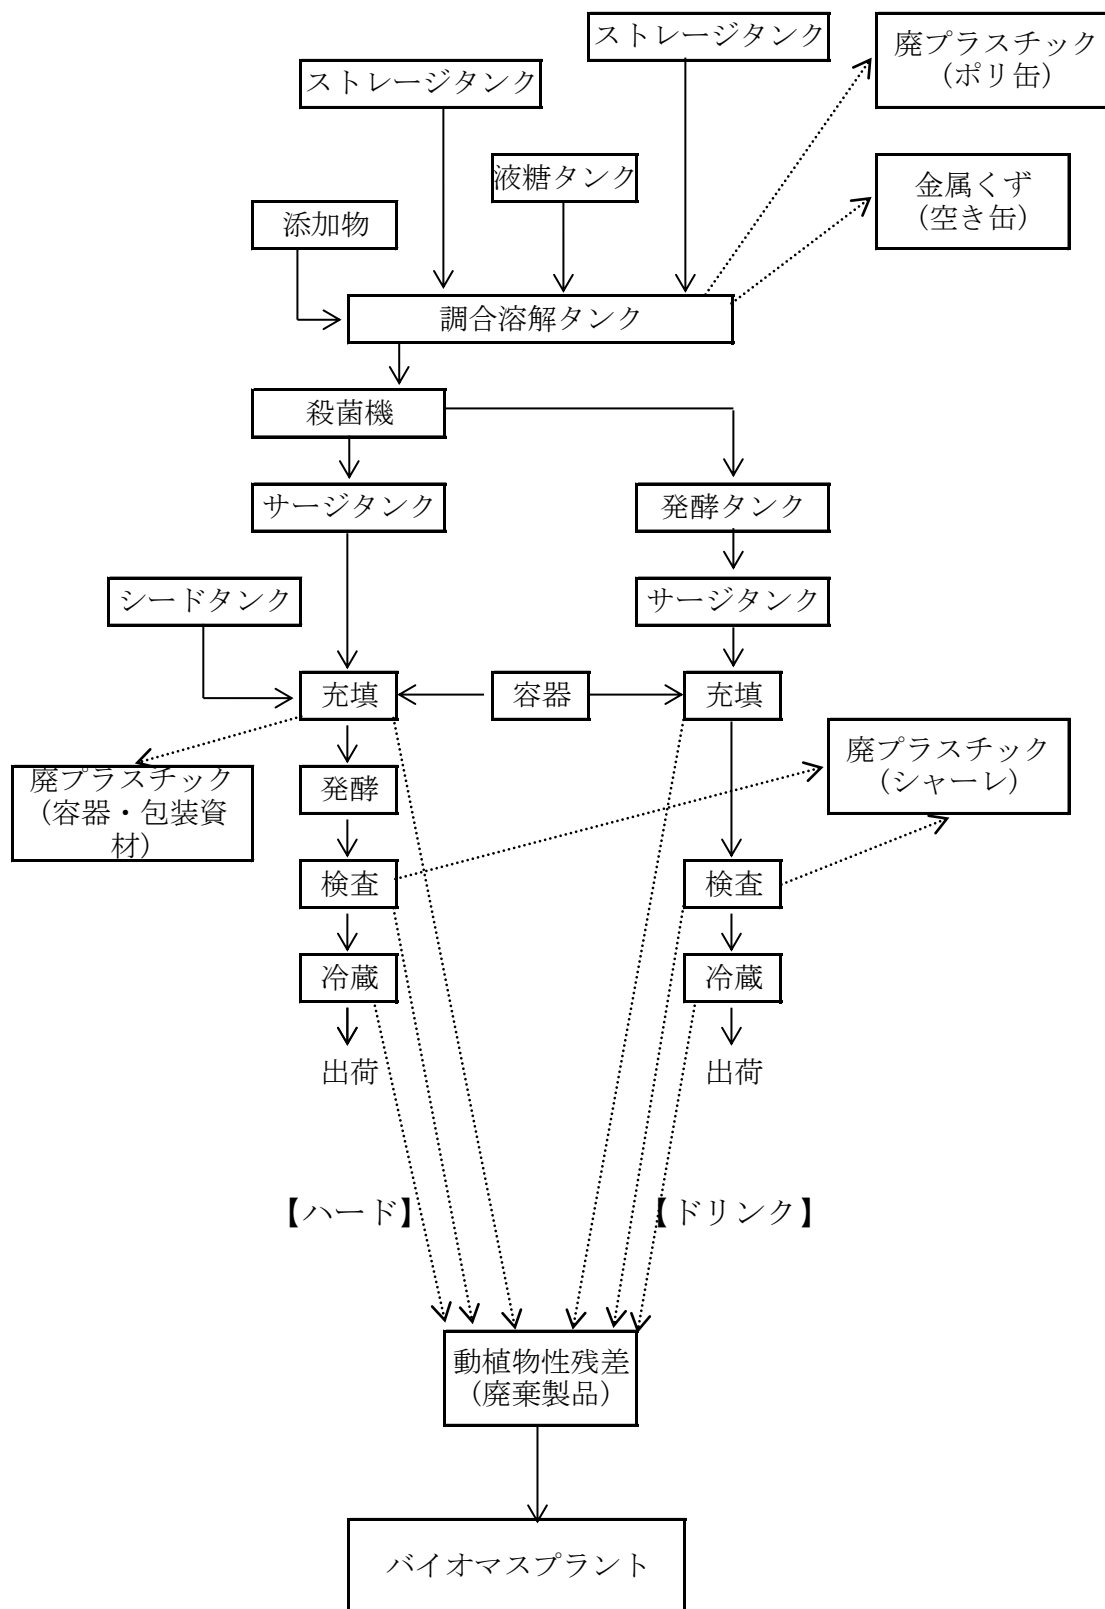 ストレージタンク
ストレージタンク
廃プラスチック
（ポリ缶）
液糖タンク
金属くず
（空き缶）
添加物
調合溶解タンク
殺菌機
サージタンク
発酵タンク
シードタンク
サージタンク
充填
容器
充填
廃プラスチック
（容器・包装資
材）
発酵
廃プラスチック
（シャーレ）
検査
検査
冷蔵
冷蔵
出荷
出荷
【ハード】
【ドリンク】
動植物性残差
（廃棄製品）
バイオマスプラント